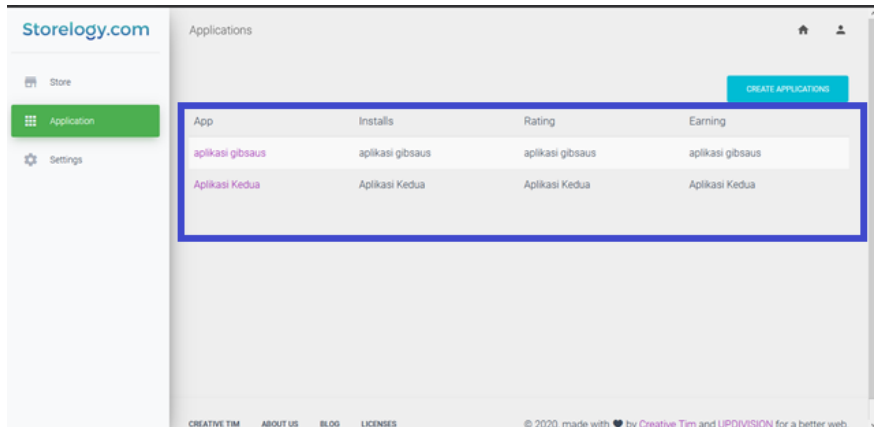 Storelogy.com
Applications
Store
CREATE APPLICATIONS
Application
Settings
App Installs Rating Earning
aplikasi gibsaus aplikasi gibsaus aplikasi gibsaus aplikasi gibsaus
Aplikasi Kedua Aplikasi Kedua Aplikasi Kedua Aplikasi Kedua
CREATIVE TIM ABOUT US BLOG LICENSES
© 2020, made with ♥ by Creative Tim and UPDIVISION for a better web.